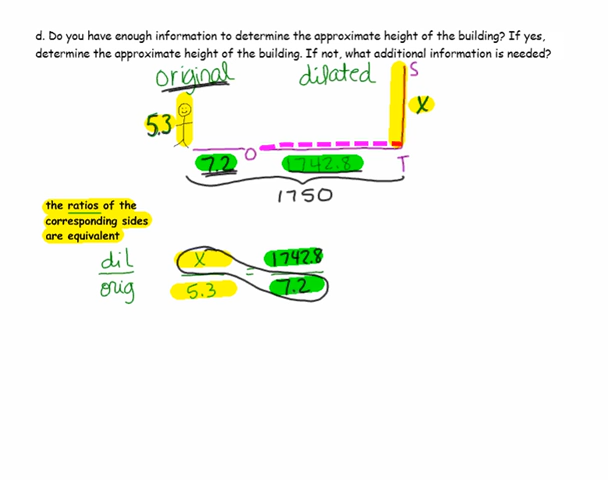 d. Do you have enough information to determine the approximate height of the building? If yes,
determine the approximate height of the building. If not, what additional information is needed?
original dilated S
5.3 x
7.2 O 1742.8 T
1750
the ratios of the
corresponding sides
are equivalent
dil x = 1742.8
orig 5.3 7.2